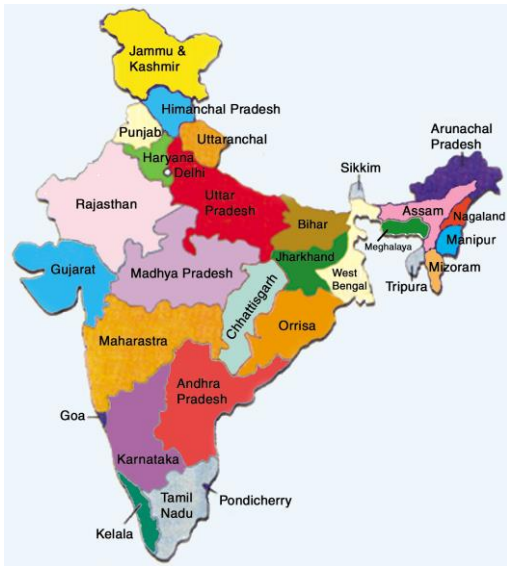 Jammu &
Kashmir
Himanchal Pradesh
Punjab
Uttaranchal
Haryana
Delhi
Arunachal
Pradesh
Sikkim
Rajasthan
Uttar
Pradesh
Assam
Nagaland
Bihar
Meghalaya
Manipur
Gujarat
Madhya Pradesh
Jharkhand
West
Bengal
Mizoram
Tripura
Chhattisgarh
Maharastra
Orrisa
Andhra
Pradesh
Goa
Karnataka
Tamil
Nadu
Pondicherry
Kelala